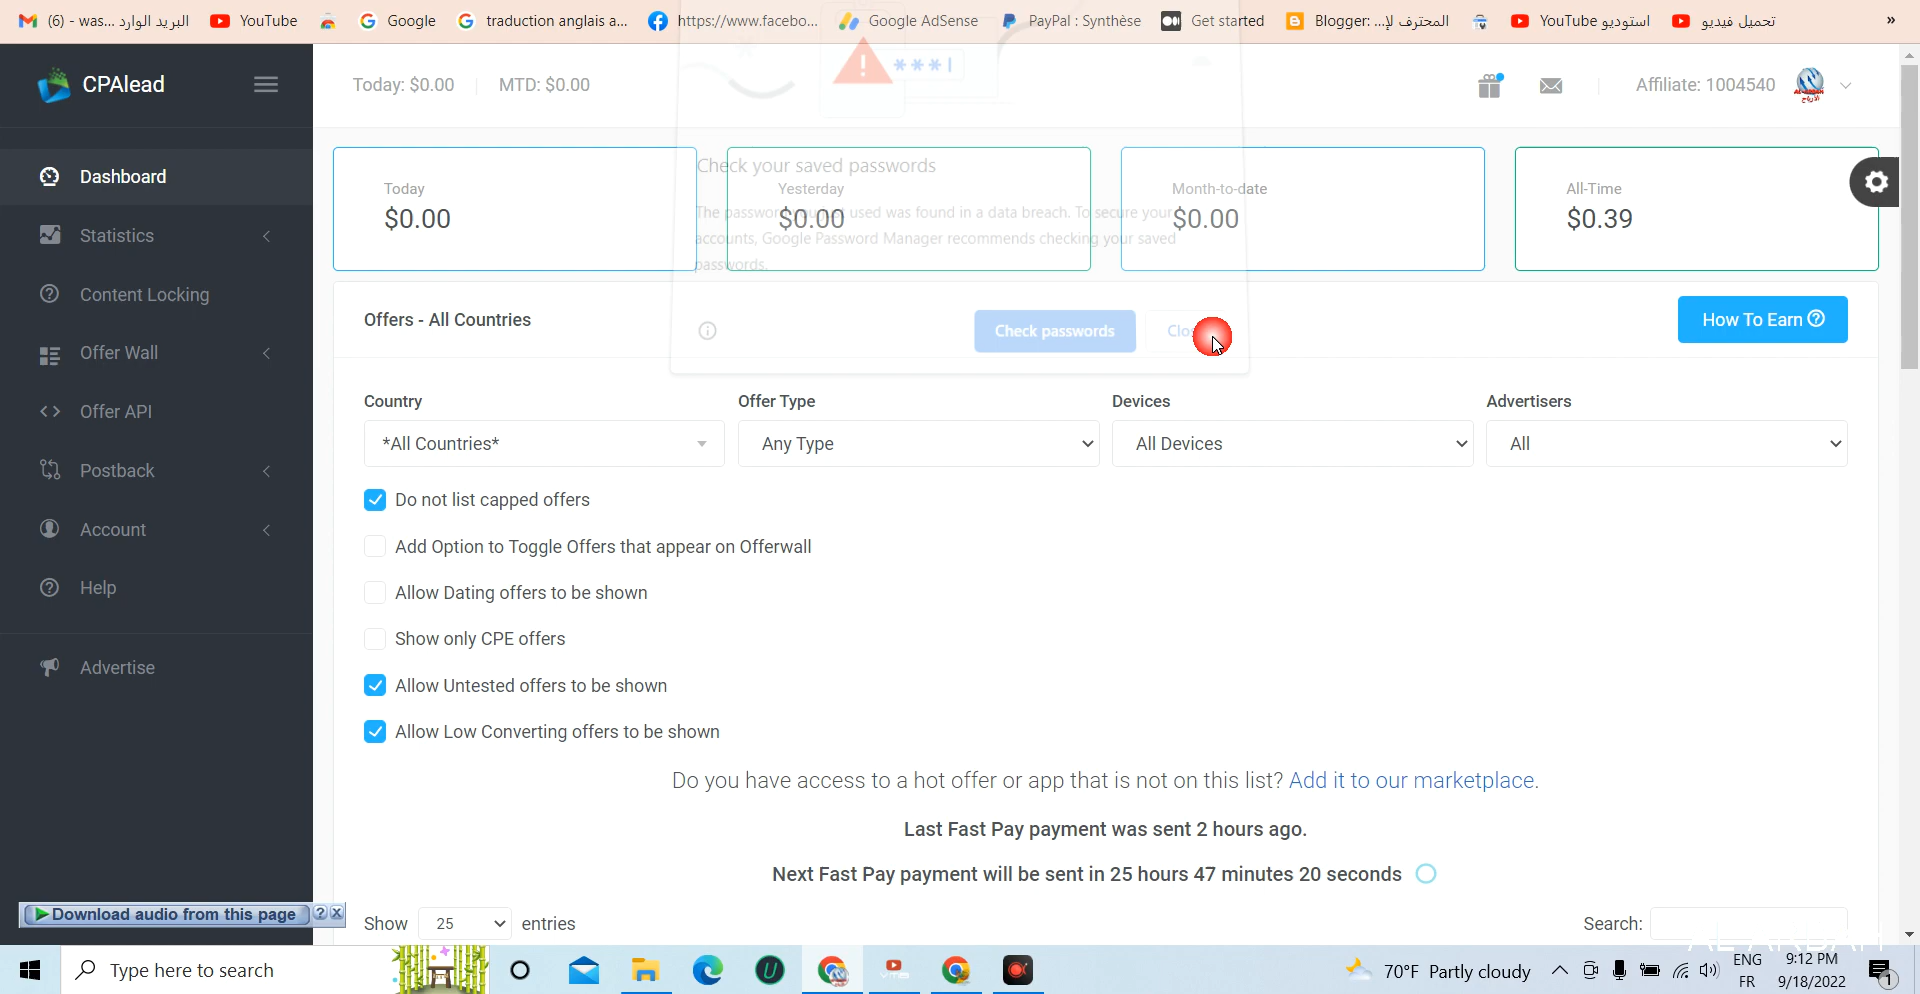 (6) - was... البريد الوارد
YouTube
Google
traduction anglais a...
https://www.facebo...
Google AdSense
PayPal : Synthèse
Get started
Blogger: ...المحترف لإ
YouTube استوديو
تحميل فيديو
»
CPAlead
Today: $0.00
MTD: $0.00
Affiliate: 1004540
Dashboard
Statistics
Content Locking
Offer Wall
Offer API
Postback
Account
Help
Advertise
Today
$0.00
Yesterday
$0.00
Month-to-date
$0.00
All-Time
$0.39
***|
Check your saved passwords
The password you just used was found in a data breach. To secure your
accounts, Google Password Manager recommends checking your saved
passwords.
Check passwords
Offers - All Countries
How To Earn
Country
Offer Type
Devices
Advertisers
*All Countries*
Any Type
All Devices
All
Do not list capped offers
Add Option to Toggle Offers that appear on Offerwall
Allow Dating offers to be shown
Show only CPE offers
Allow Untested offers to be shown
Allow Low Converting offers to be shown
Do you have access to a hot offer or app that is not on this list? Add it to our marketplace.
Last Fast Pay payment was sent 2 hours ago.
Next Fast Pay payment will be sent in 25 hours 47 minutes 20 seconds
Download audio from this page
Show 25 entries
Search:
Type here to search
70°F Partly cloudy
ENG
FR
9:12 PM
9/18/2022
1